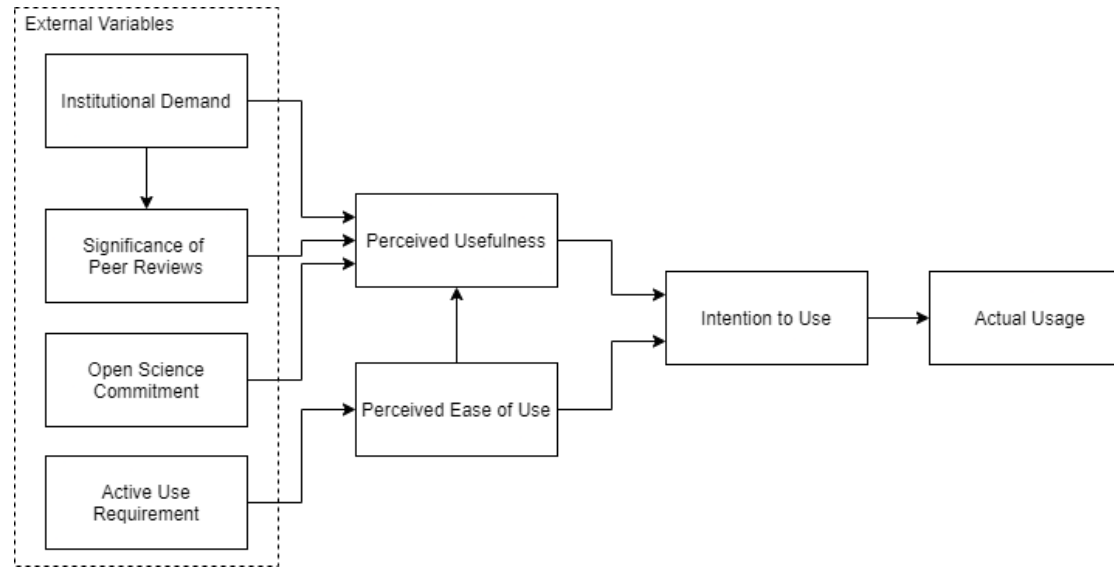 External Variables
Institutional Demand
Significance of
Peer Reviews
Open Science
Commitment
Active Use
Requirement
Perceived Usefulness
Perceived Ease of Use
Intention to Use
Actual Usage